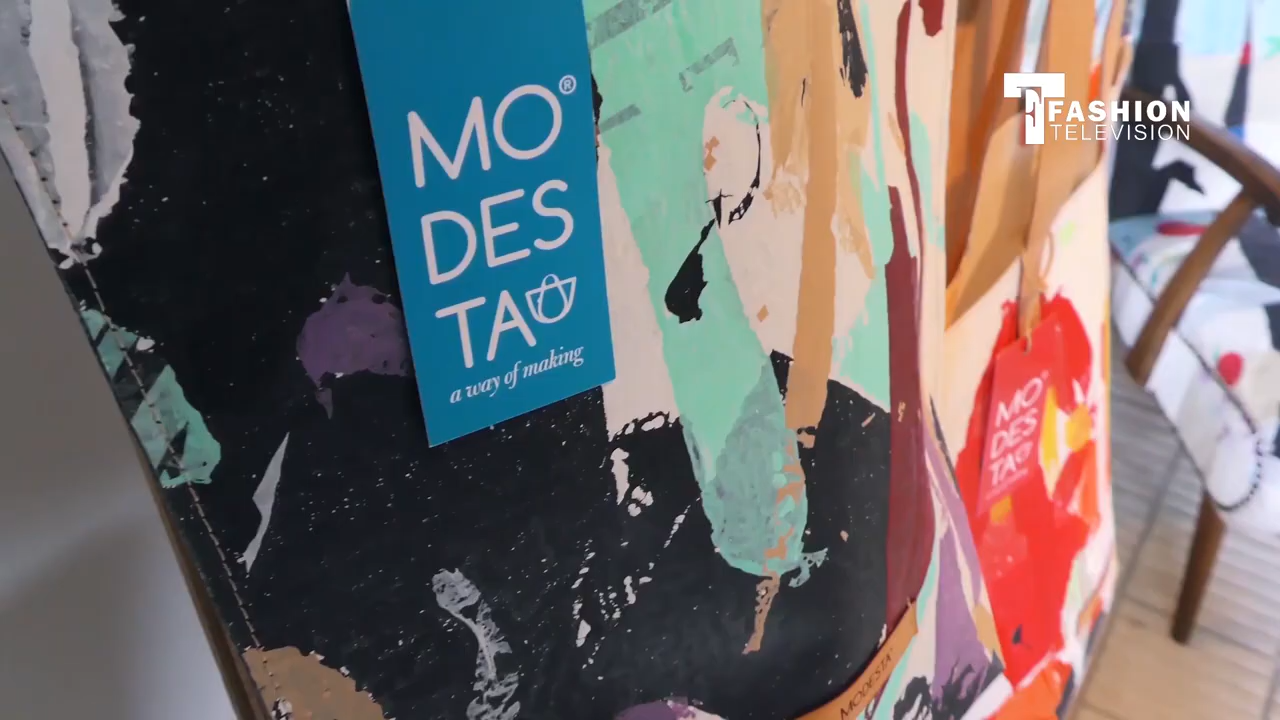 MO®
DES
TA
a way of making
FASHION
TELEVISION
MO
DES
TA
MODESTA